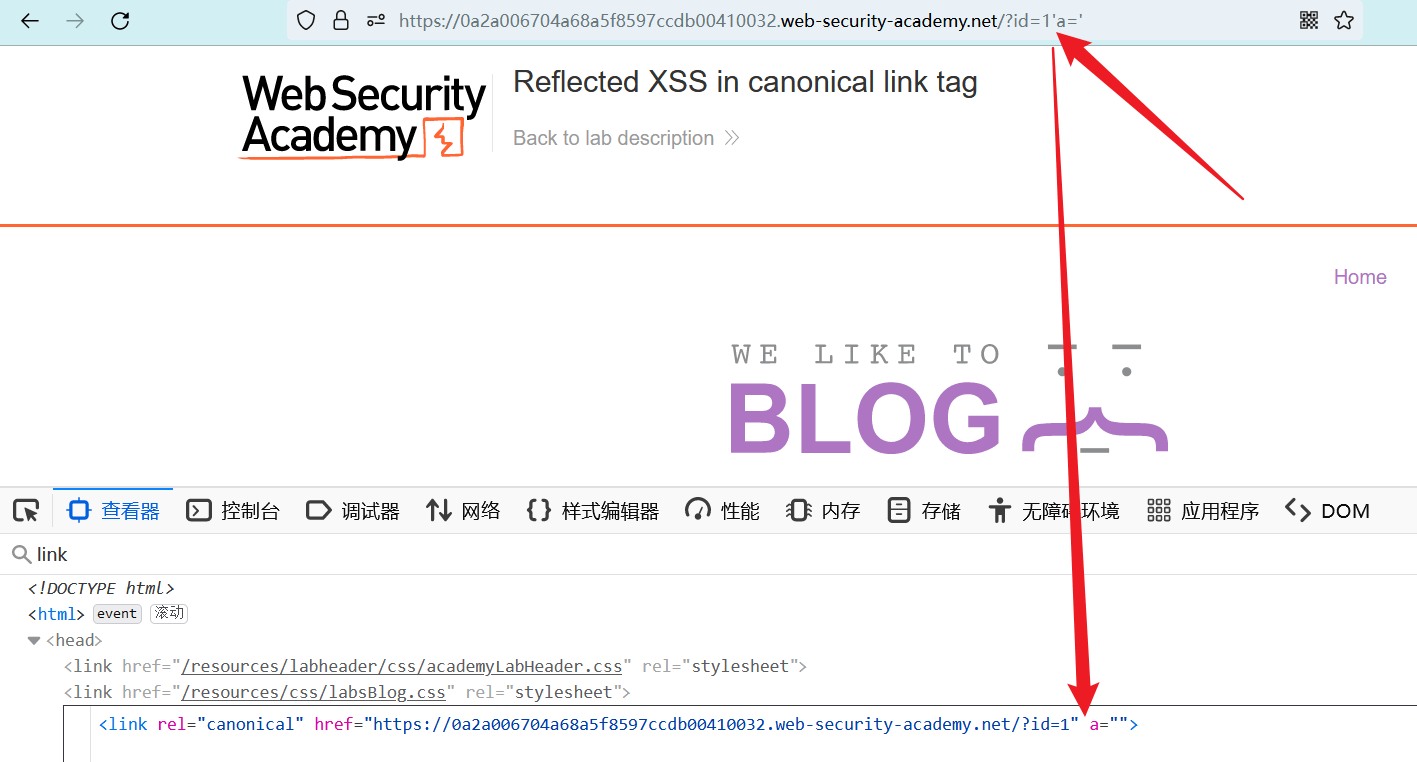 https://0a2a006704a68a5f8597ccdb00410032.web-security-academy.net/?id=1'a='
Web Security
Academy
Reflected XSS in canonical link tag
Back to lab description
Home
WE LIKE TO
BLOG
查看器 控制台 调试器 网络 样式编辑器 性能 内存 存储 无障碍环境 应用程序 DOM
link
<!DOCTYPE html>
<html> event 滚动
<head>
<link href="/resources/labheader/css/academyLabHeader.css" rel="stylesheet">
<link href="/resources/css/labsBlog.css" rel="stylesheet">
<link rel="canonical" href="https://0a2a006704a68a5f8597ccdb00410032.web-security-academy.net/?id=1" a="">